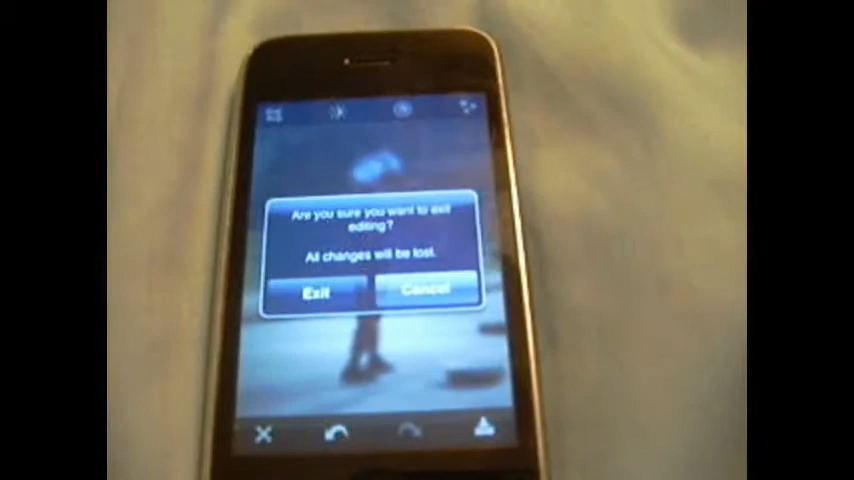 Are you sure you want to exit
editing?
All changes will be lost.
Exit
Cancel